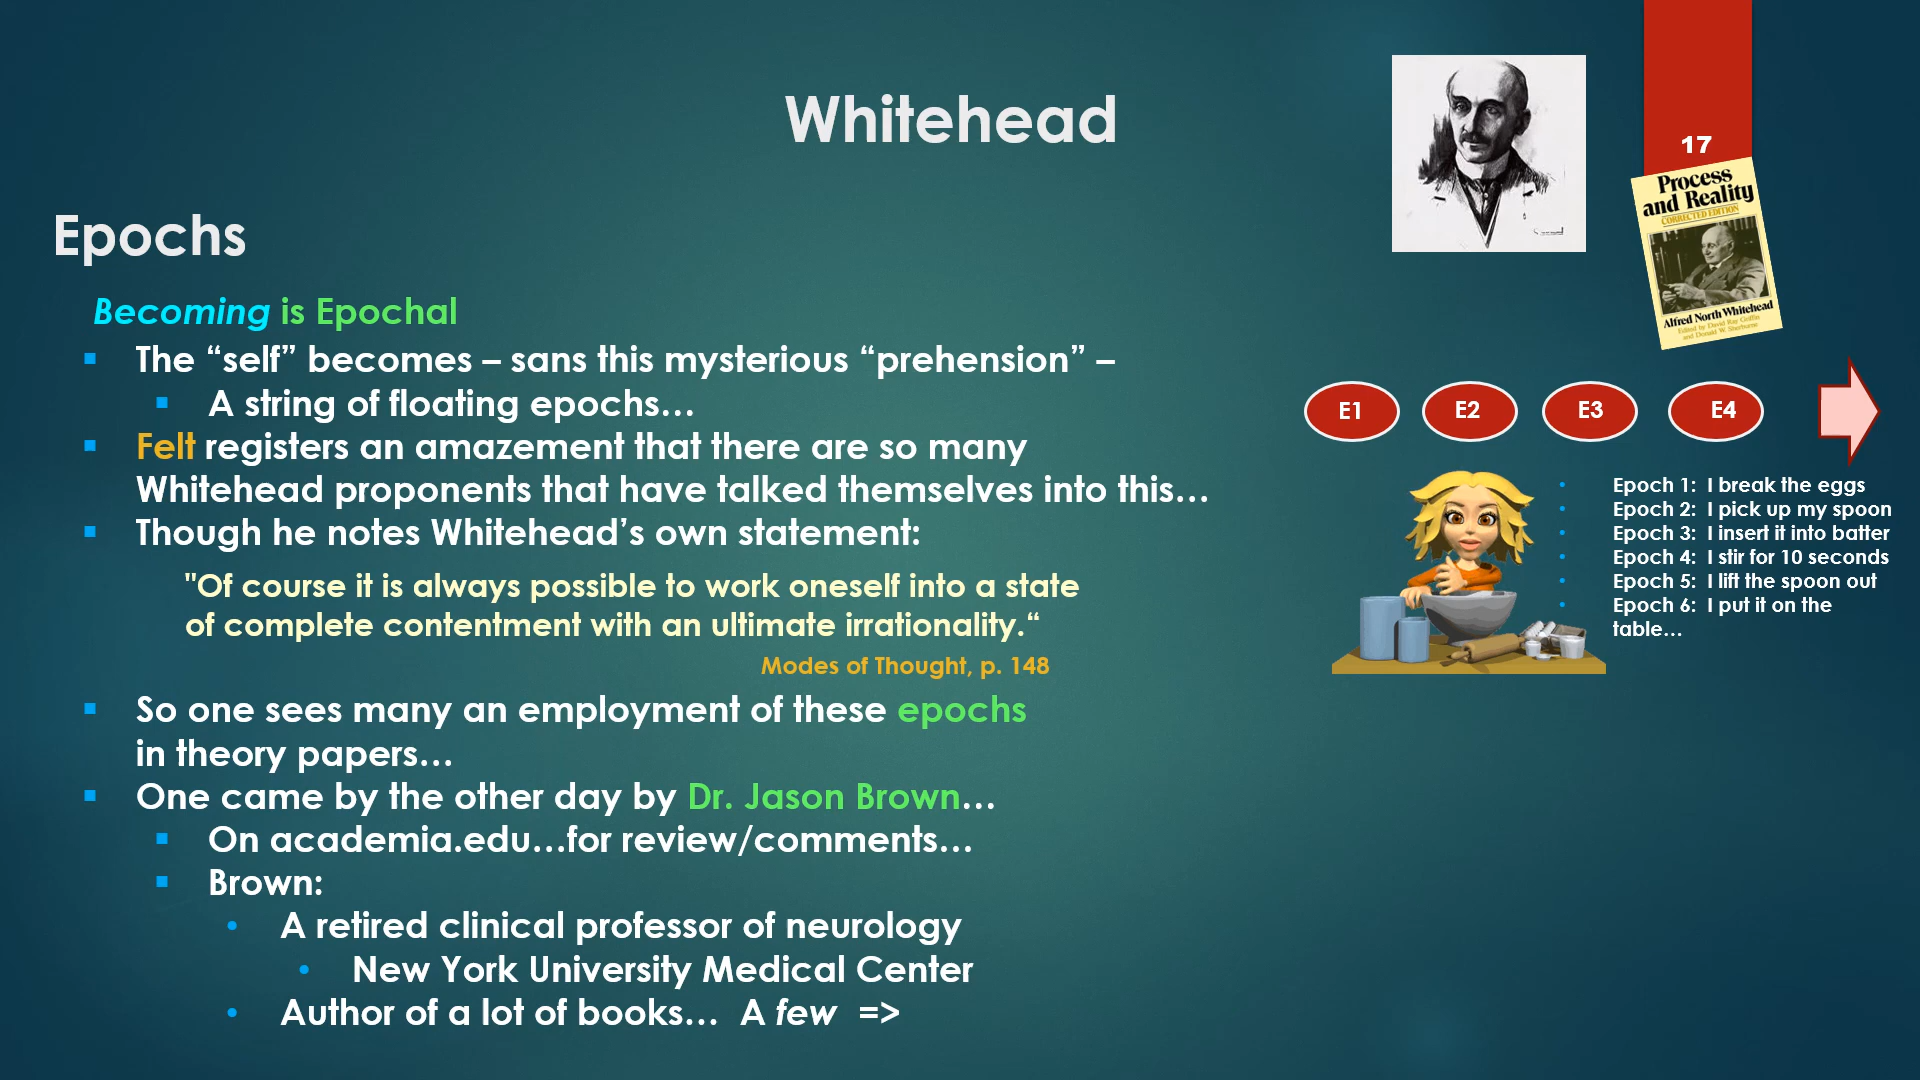 Whitehead
17
Process
and Reality
CORRECTED EDITION
Alfred North Whitehead
Edited by David Ray Griffin
and Donald W. Sherburne
Epochs
Becoming is Epochal
The “self” becomes – sans this mysterious “prehension” –
A string of floating epochs…
Felt registers an amazement that there are so many
Whitehead proponents that have talked themselves into this…
Though he notes Whitehead’s own statement:
"Of course it is always possible to work oneself into a state
of complete contentment with an ultimate irrationality.“
Modes of Thought, p. 148
So one sees many an employment of these epochs
in theory papers…
One came by the other day by Dr. Jason Brown…
On academia.edu…for review/comments…
Brown:
A retired clinical professor of neurology
New York University Medical Center
Author of a lot of books… A few =>
E1 E2 E3 E4
Epoch 1: I break the eggs
Epoch 2: I pick up my spoon
Epoch 3: I insert it into batter
Epoch 4: I stir for 10 seconds
Epoch 5: I lift the spoon out
Epoch 6: I put it on the
table…